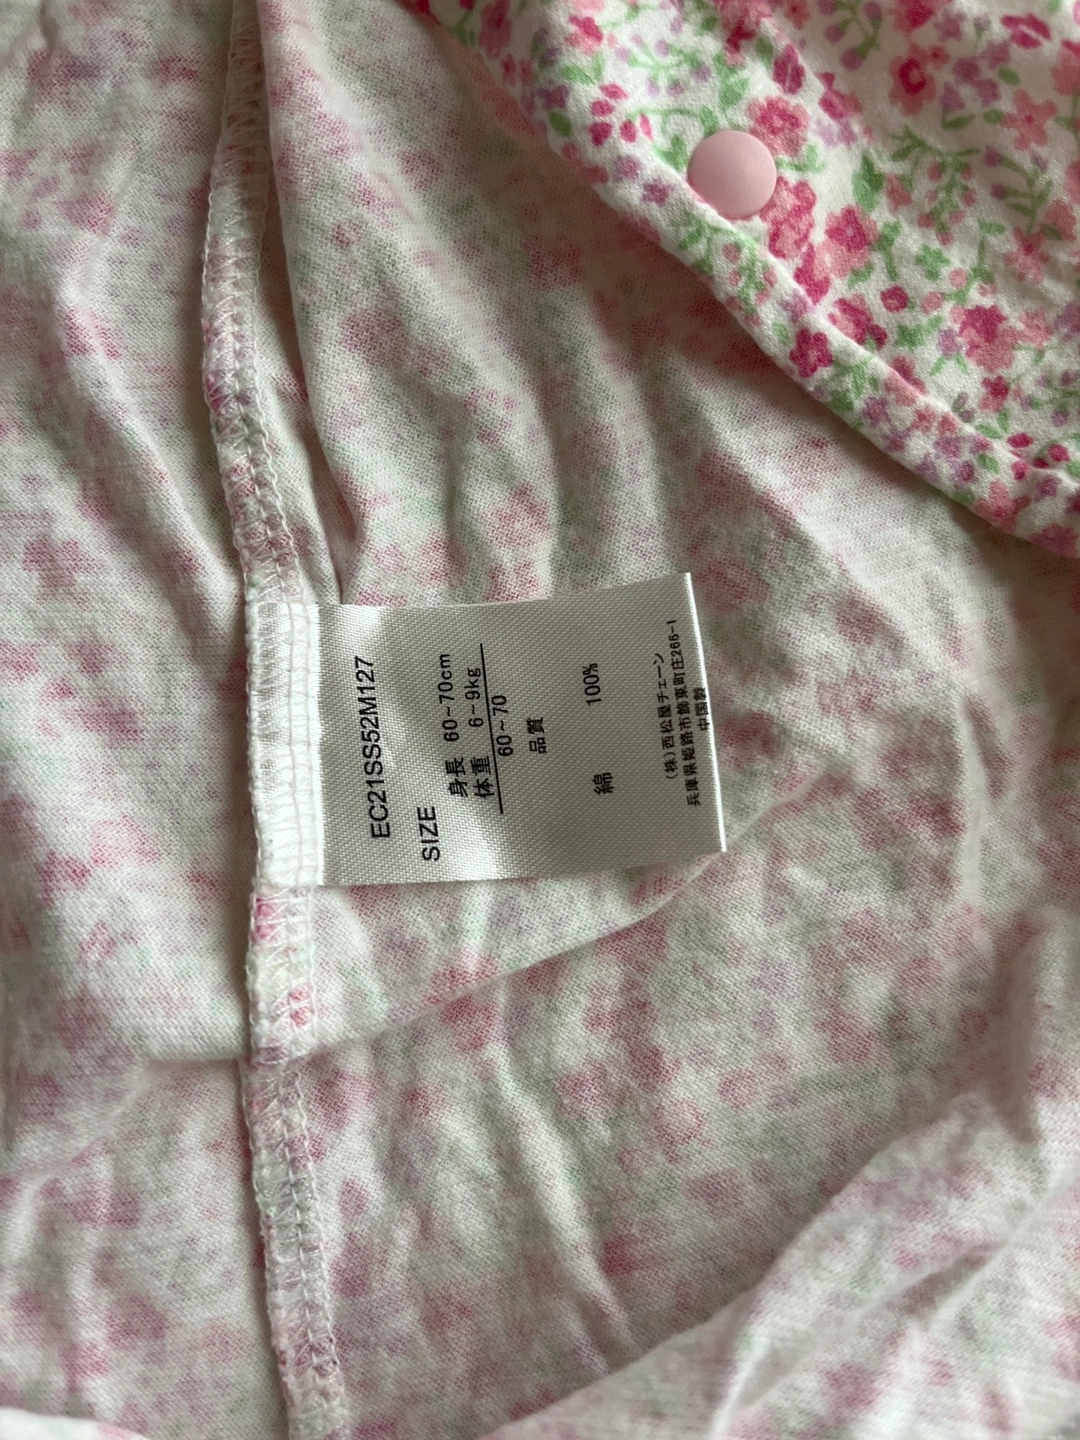 EC21SS52M127
SIZE
身長 60~70cm
体重 6~9kg
60~70
品質
綿 100%
(株)西松屋チェーン
兵庫県姫路市飾東町庄266-1
中国製